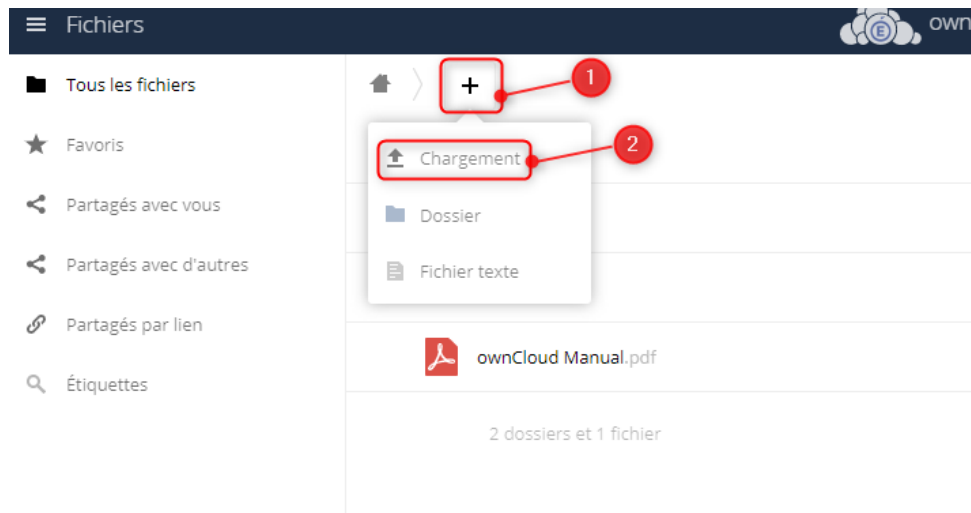 Fichiers
own
Tous les fichiers
+
1
Favoris
Chargement
2
Partagés avec vous
Dossier
Partagés avec d'autres
Fichier texte
Partagés par lien
ownCloud Manual.pdf
Étiquettes
2 dossiers et 1 fichier
É